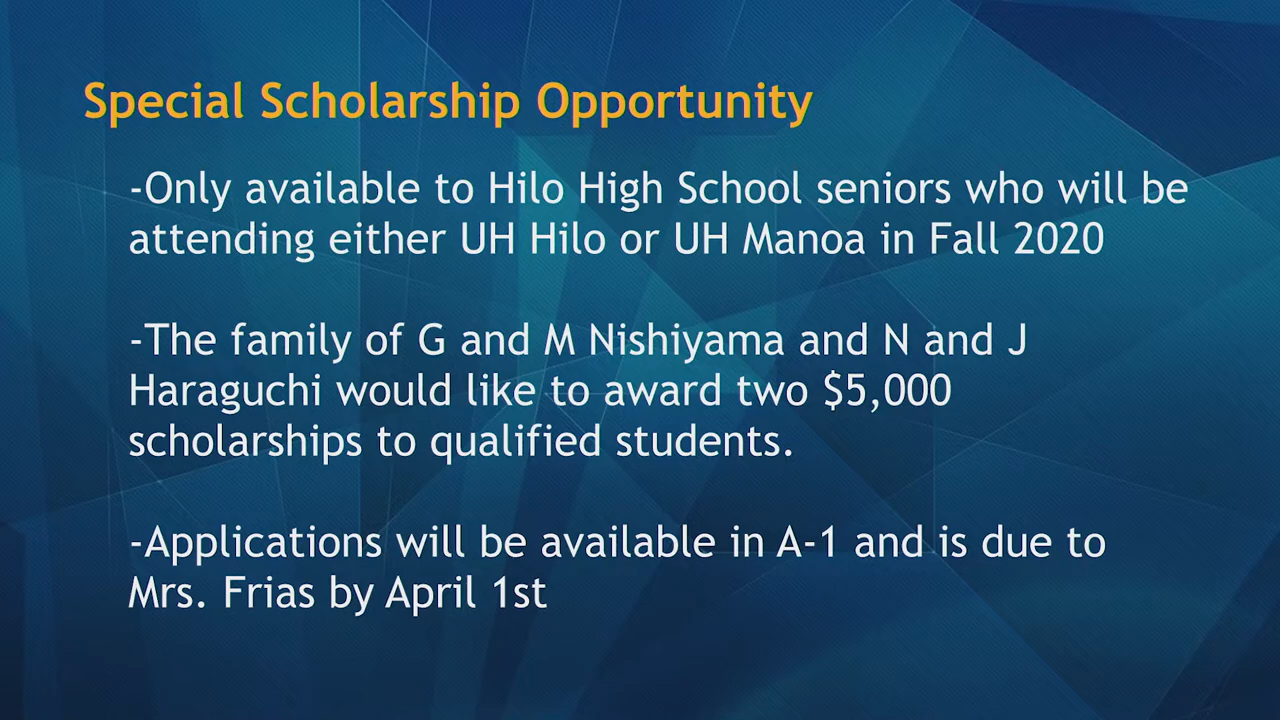 Special Scholarship Opportunity
-Only available to Hilo High School seniors who will be
attending either UH Hilo or UH Manoa in Fall 2020
-The family of G and M Nishiyama and N and J
Haraguchi would like to award two $5,000
scholarships to qualified students.
-Applications will be available in A-1 and is due to
Mrs. Frias by April 1st